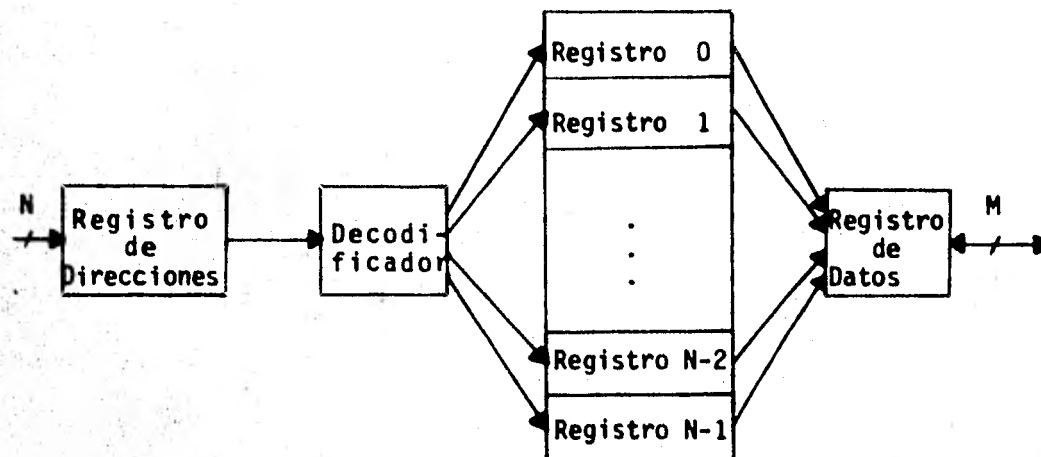 N
Registro
de
Direcciones
Decodi-
ficador
Registro 0
Registro 1
.
.
.
Registro N-2
Registro N-1
Registro
de
Datos
M